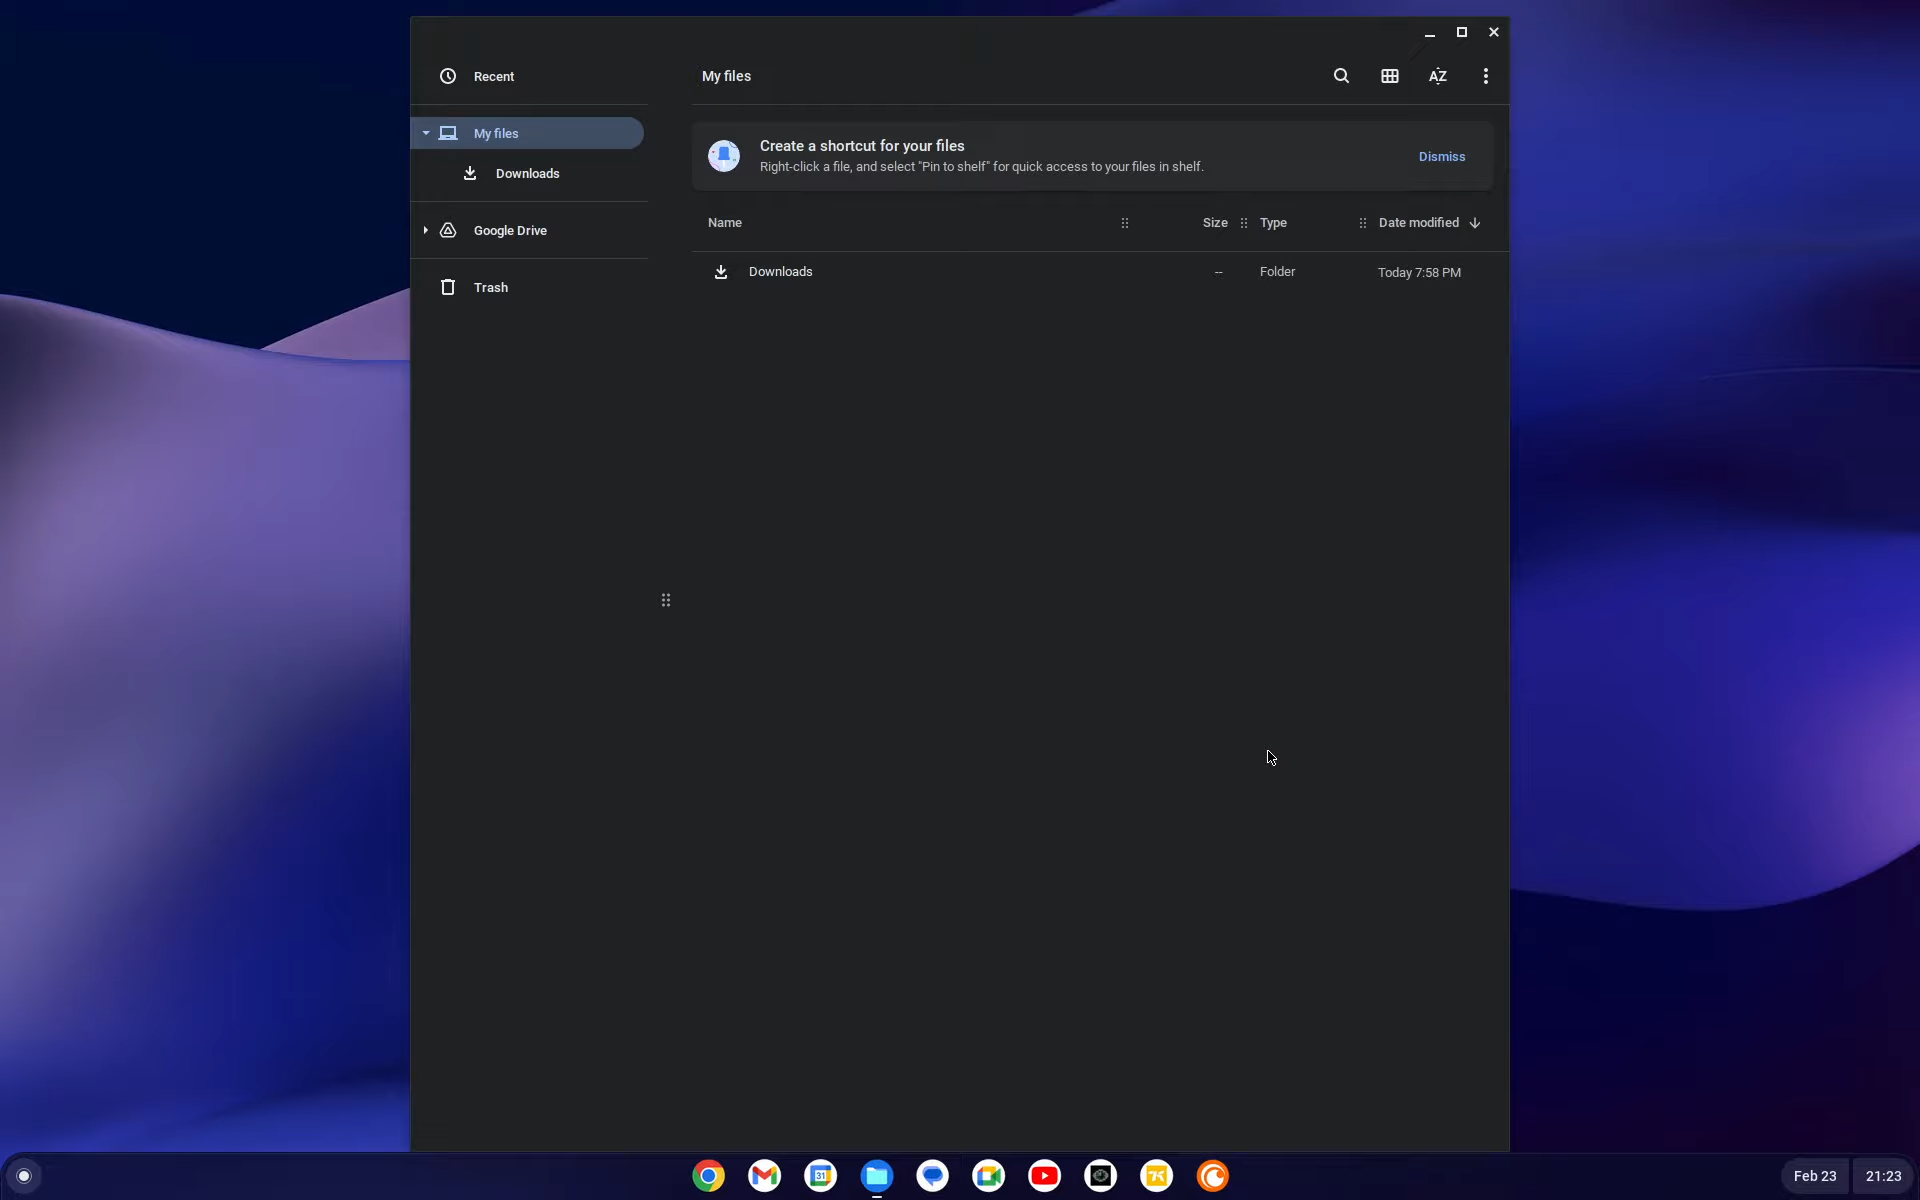 Recent
My files
My files
Downloads
Google Drive
Trash
AZ
Create a shortcut for your files
Right-click a file, and select "Pin to shelf" for quick access to your files in shelf.
Dismiss
Name Size Type Date modified
Downloads -- Folder Today 7:58 PM
31
Feb 23 21:23